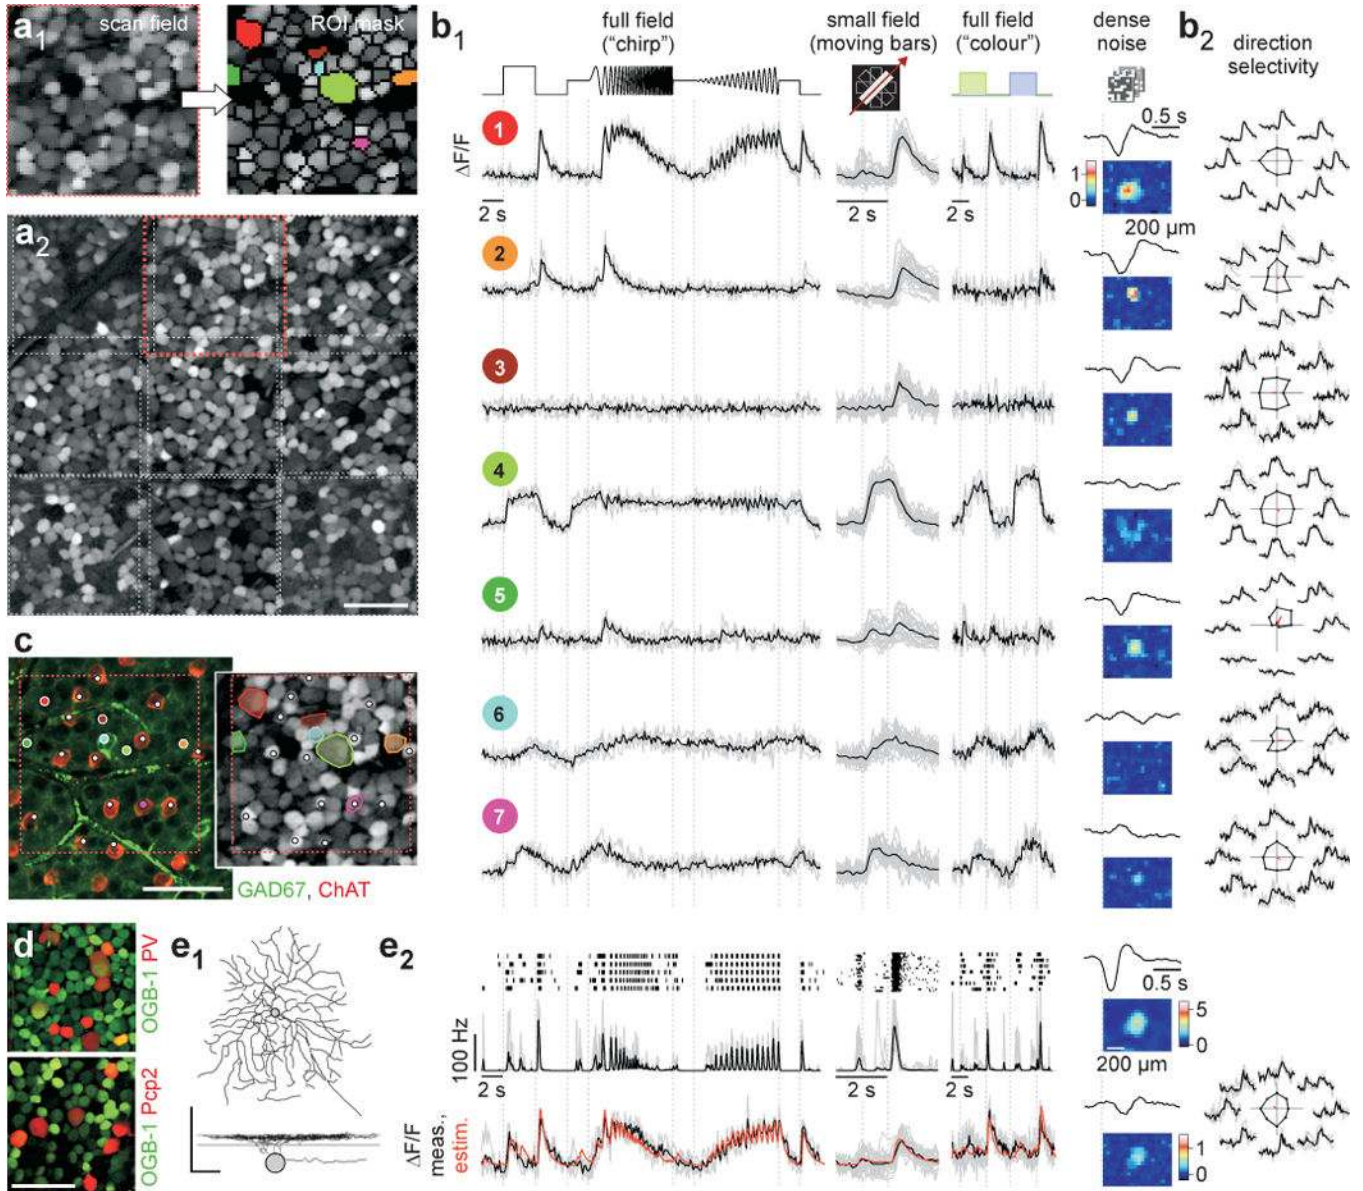 a1
scan field
ROI mask
a2
c
GAD67, ChAT
d
OGB-1 PV
OGB-1 Pcp2
e1
b1
full field
("chirp")
small field
(moving bars)
full field
("colour")
dense
noise
b2
direction
selectivity
ΔF/F
1
2 s
2 s
2 s
0.5 s
1
0
200 µm
2
3
4
5
6
7
e2
100 Hz
2 s
2 s
2 s
0.5 s
5
0
200 µm
ΔF/F
meas.,
estim.
1
0